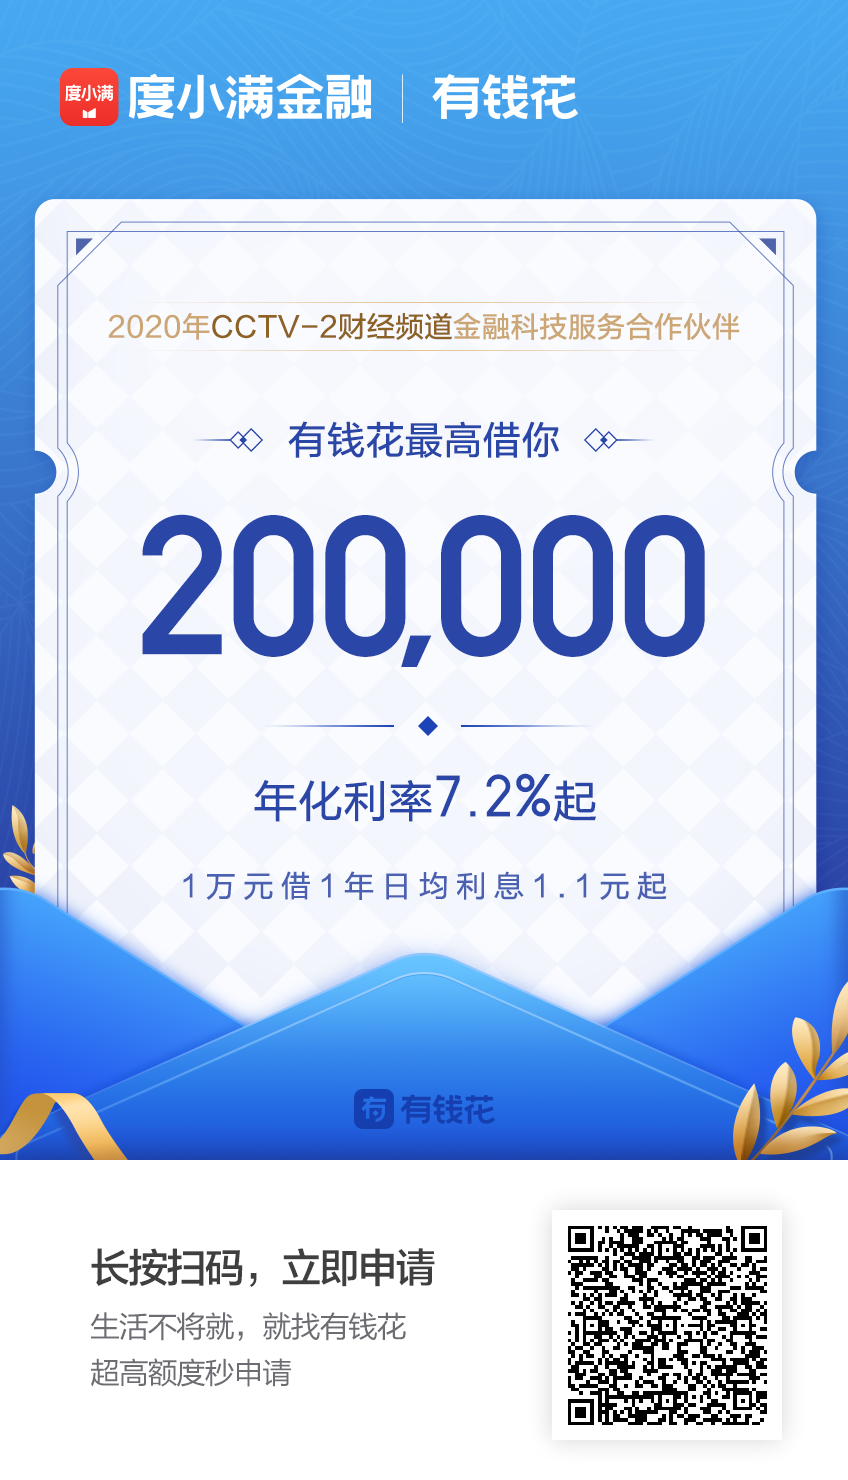 度小满
度小满金融 | 有钱花
2020年CCTV-2财经频道金融科技服务合作伙伴
有钱花最高借你
200,000
年化利率7.2%起
1万元借1年日均利息1.1元起
有 有钱花
长按扫码，立即申请
生活不将就，就找有钱花
超高额度秒申请